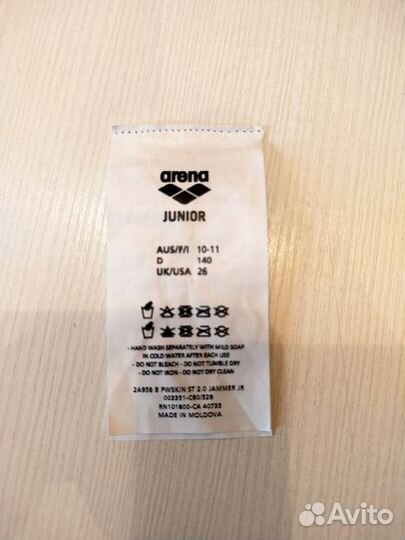 arena
JUNIOR
AUS/F/I 10-11
D 140
UK/USA 26
- HAND WASH SEPARATELY WITH MILD SOAP
IN COLD WATER AFTER EACH USE
- DO NOT BLEACH - DO NOT TUMBLE DRY
- DO NOT IRON - DO NOT DRY CLEAN
2A958 B PWSKIN ST 2.0 JAMMER JR
003351-C80/529
RN101800-CA 40733
MADE IN MOLDOVA
Avito